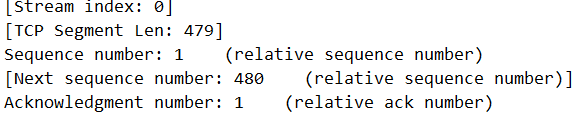 [Stream index: 0]
[TCP Segment Len: 479]
Sequence number: 1    (relative sequence number)
[Next sequence number: 480    (relative sequence number)]
Acknowledgment number: 1    (relative ack number)